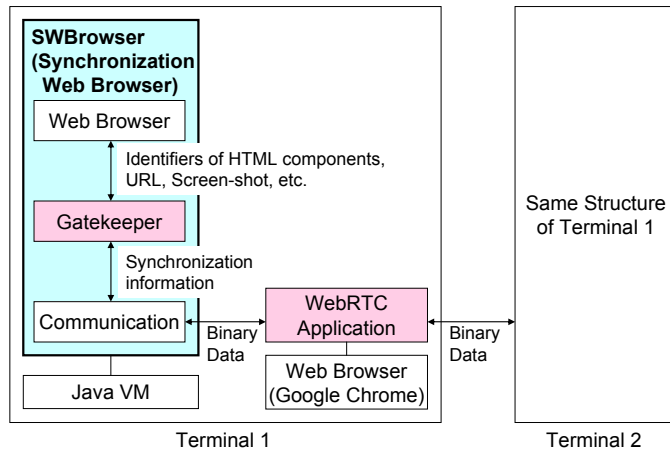 SWBrowser
(Synchronization
Web Browser)
Web Browser
Identifiers of HTML components,
URL, Screen-shot, etc.
Gatekeeper
Synchronization
information
Communication
Binary
Data
WebRTC
Application
Binary
Data
Web Browser
(Google Chrome)
Java VM
Terminal 1
Same Structure
of Terminal 1
Terminal 2